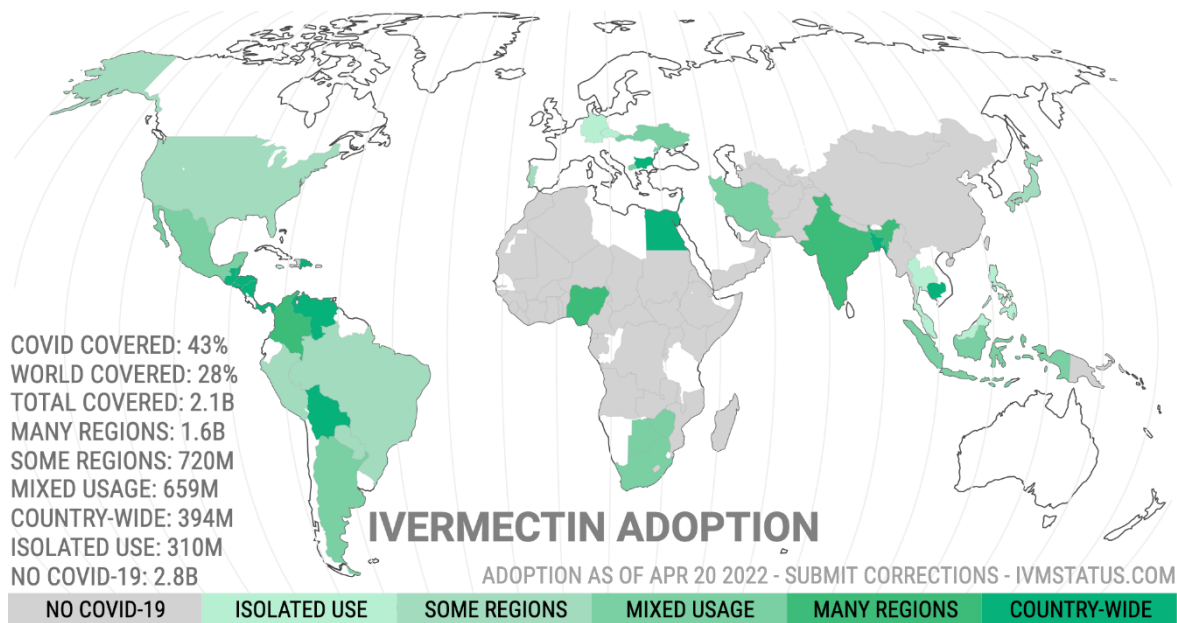 COVID COVERED: 43%
WORLD COVERED: 28%
TOTAL COVERED: 2.1B
MANY REGIONS: 1.6B
SOME REGIONS: 720M
MIXED USAGE: 659M
COUNTRY-WIDE: 394M
ISOLATED USE: 310M
NO COVID-19: 2.8B
IVERMECTIN ADOPTION
ADOPTION AS OF APR 20 2022 - SUBMIT CORRECTIONS - IVMSTATUS.COM
NO COVID-19 ISOLATED USE SOME REGIONS MIXED USAGE MANY REGIONS COUNTRY-WIDE